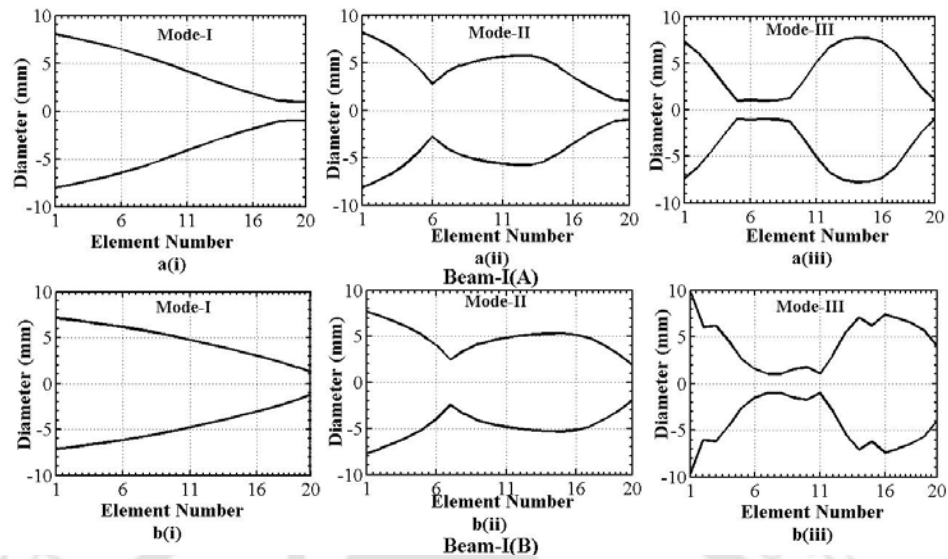 10
5
0
-5
-10
Diameter (mm)
Mode-I
1 6 11 16 20
Element Number
a(i)
10
5
0
-5
-10
Diameter (mm)
Mode-II
1 6 11 16 20
Element Number
a(ii)
10
5
0
-5
-10
Diameter (mm)
Mode-III
1 6 11 16 20
Element Number
a(iii)
Beam-I(A)
10
5
0
-5
-10
Diameter (mm)
Mode-I
1 6 11 16 20
Element Number
b(i)
10
5
0
-5
-10
Diameter (mm)
Mode-II
1 6 11 16 20
Element Number
b(ii)
10
5
0
-5
-10
Diameter (mm)
Mode-III
1 6 11 16 20
Element Number
b(iii)
Beam-I(B)